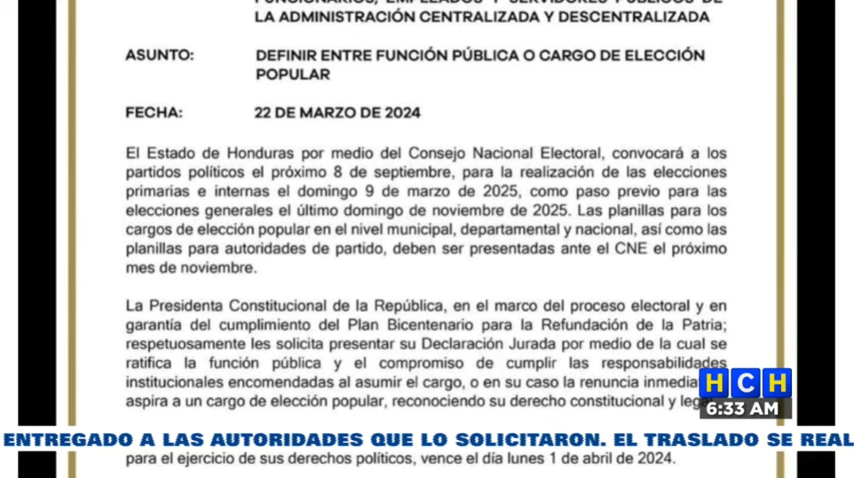 FUNCIONARIOS, EMPLEADOS Y SERVIDORES PÚBLICOS DE
LA ADMINISTRACIÓN CENTRALIZADA Y DESCENTRALIZADA
ASUNTO: DEFINIR ENTRE FUNCIÓN PÚBLICA O CARGO DE ELECCIÓN
POPULAR
FECHA: 22 DE MARZO DE 2024
El Estado de Honduras por medio del Consejo Nacional Electoral, convocará a los
partidos políticos el próximo 8 de septiembre, para la realización de las elecciones
primarias e internas el domingo 9 de marzo de 2025, como paso previo para las
elecciones generales el último domingo de noviembre de 2025. Las planillas para los
cargos de elección popular en el nivel municipal, departamental y nacional, así como las
planillas para autoridades de partido, deben ser presentadas ante el CNE el próximo
mes de noviembre.
La Presidenta Constitucional de la República, en el marco del proceso electoral y en
garantía del cumplimiento del Plan Bicentenario para la Refundación de la Patria;
respetuosamente les solicita presentar su Declaración Jurada por medio de la cual se
ratifica la función pública y el compromiso de cumplir las responsabilidades
institucionales encomendadas al asumir el cargo, o en su caso la renuncia inmedia
aspira a un cargo de elección popular, reconociendo su derecho constitucional y lega
HCH
6:33 AM
ENTREGADO A LAS AUTORIDADES QUE LO SOLICITARON. EL TRASLADO SE REAL
para el ejercicio de sus derechos políticos, vence el día lunes 1 de abril de 2024.